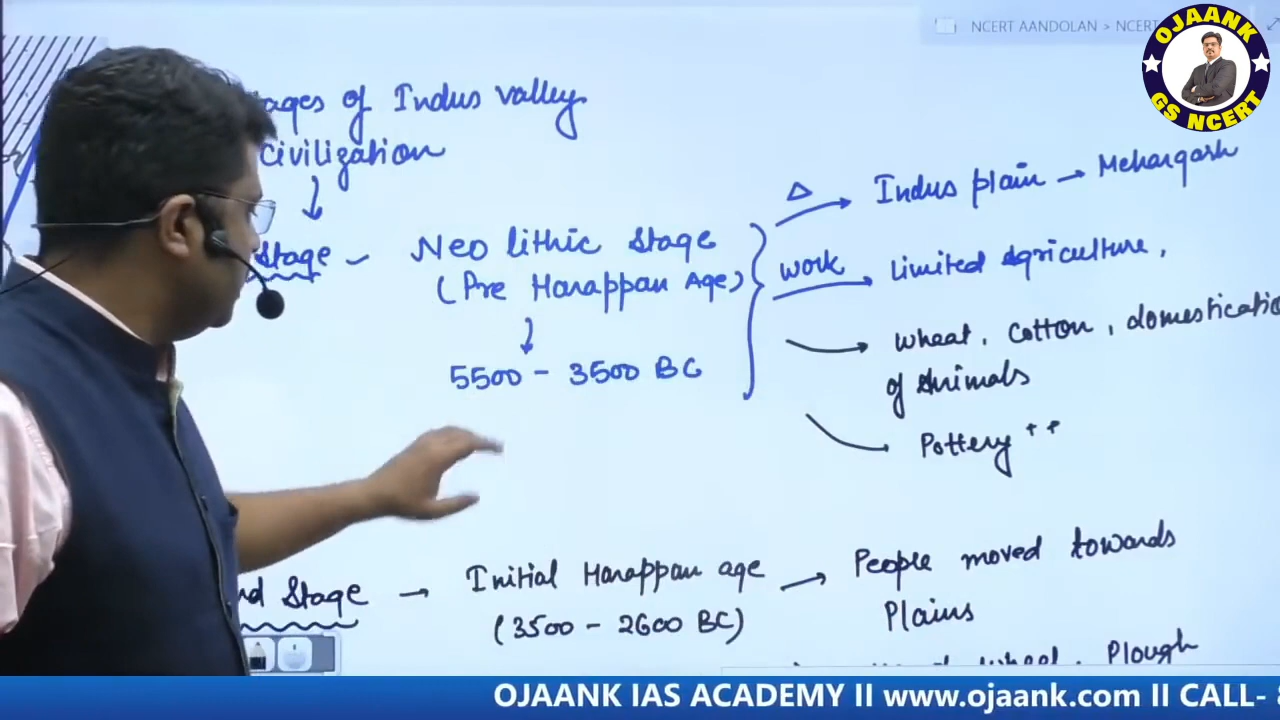 NCERT AANDOLAN > NCERT
OJAANK
GS NCERT
ages of Indus valley
Civilization
Stage - Neo lithic Stage
(Pre Harappan Age)
5500 - 3500 BC
Δ
Indus plain → Mehargarh
work
Limited agriculture,
wheat, Cotton, domesticatio
of Animals
Pottery ++
nd Stage → Initial Harappan age
(3500 - 2600 BC)
People moved towards
Plains
wheel, Plough
OJAANK IAS ACADEMY II www.ojaank.com II CALL-